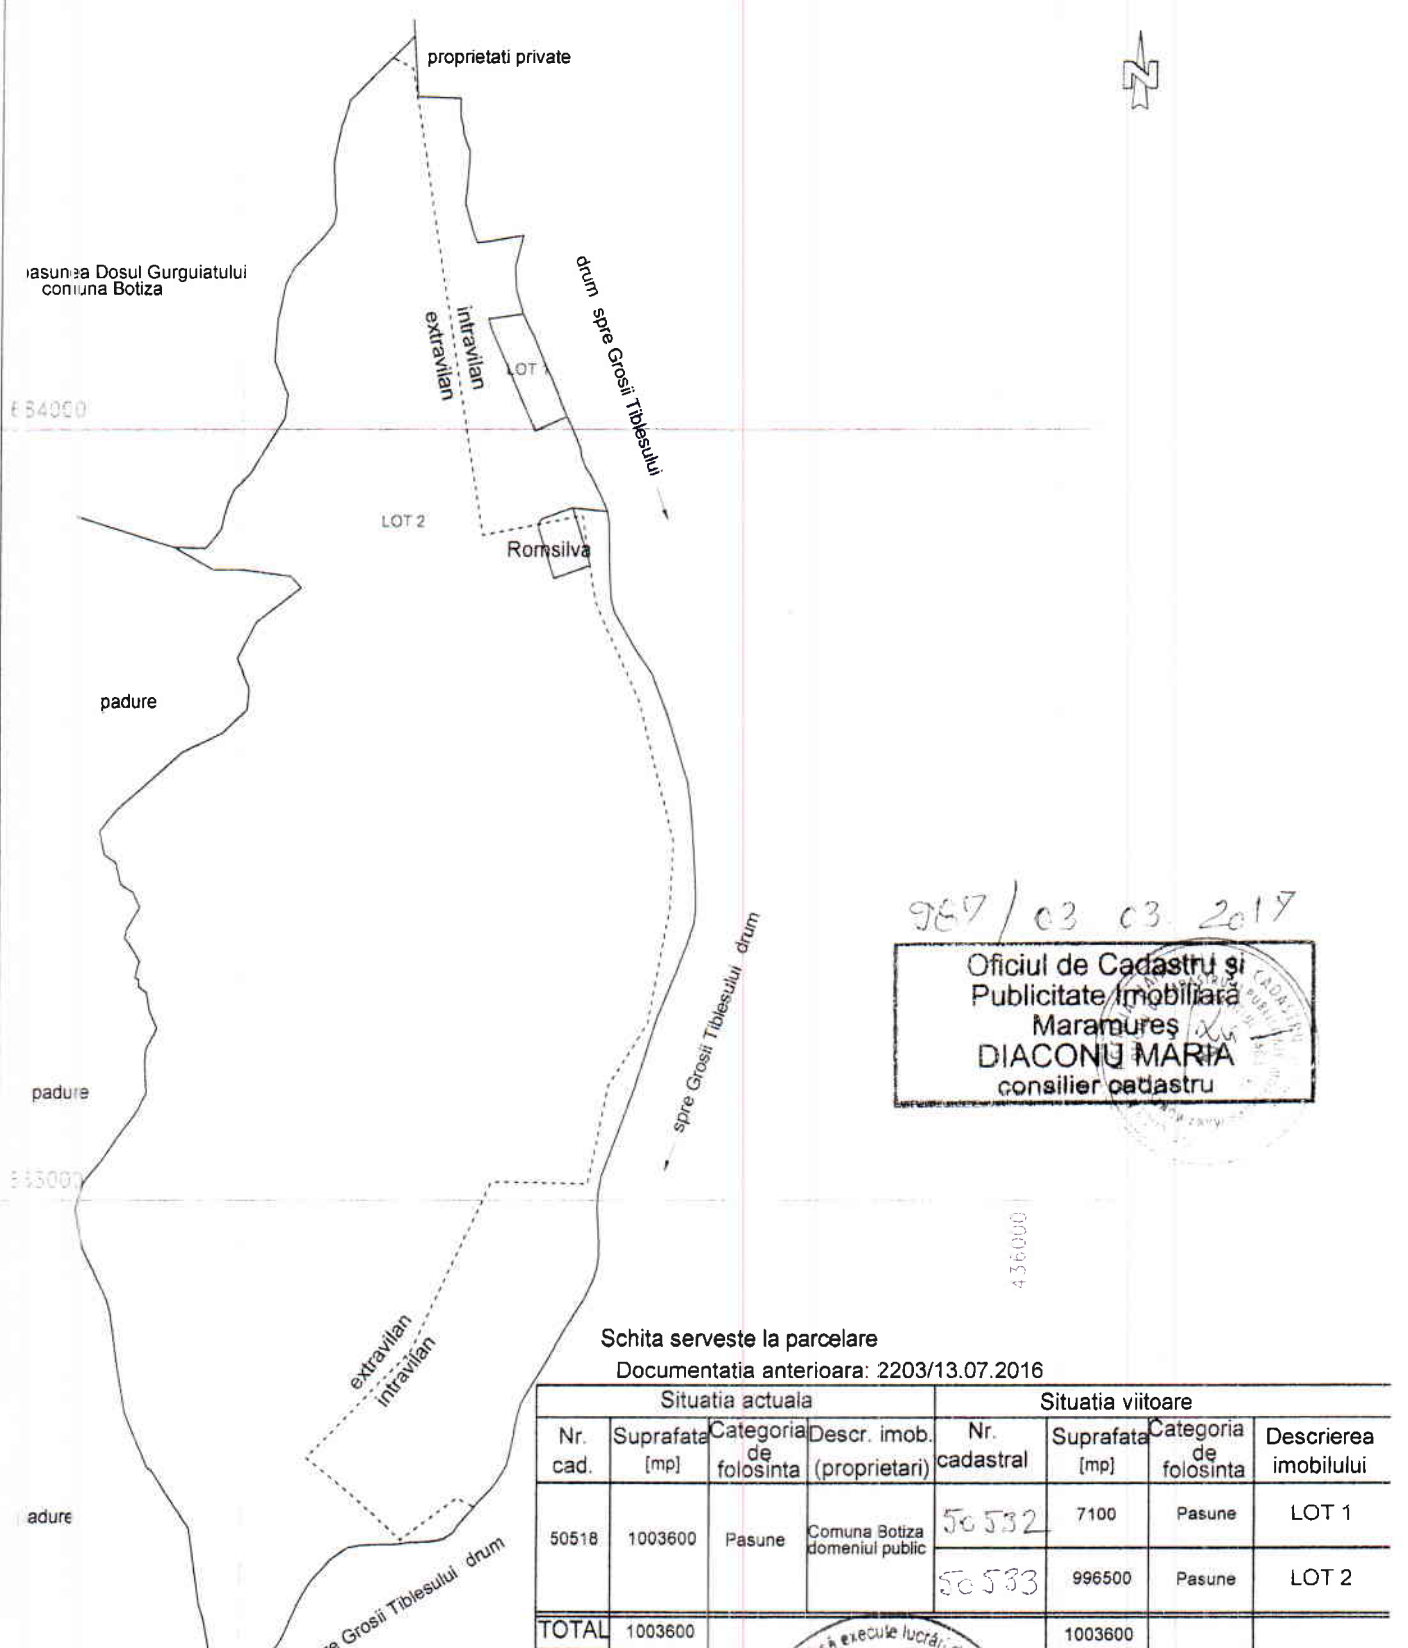 proprietati private
N
asunea Dosul Gurguiatului
comuna Botiza
drum spre Grosii Tiblesului
intravilan
extravilan
LOT 1
684000
LOT 2
Romsilva
padure
987/03 03. 2017
Oficiul de Cadastru şi
Publicitate Imobiliară
Maramureş
DIACONU MARIA
consilier cadastru
spre Grosii Tiblesului drum
padure
436000
extravilan
intravilan
Schita serveste la parcelare
Documentatia anterioara: 2203/13.07.2016
Situatia actuala Situatia viitoare
Nr. cad. Suprafata [mp] Categoria de folosinta Descr. imob. (proprietari) Nr. cadastral Suprafata [mp] Categoria de folosinta Descrierea imobilului
50518 1003600 Pasune Comuna Botiza domeniul public 50532 7100 Pasune LOT 1
50533 996500 Pasune LOT 2
TOTAL 1003600 1003600
adure
e Grosii Tiblesului drum
execute lucrări